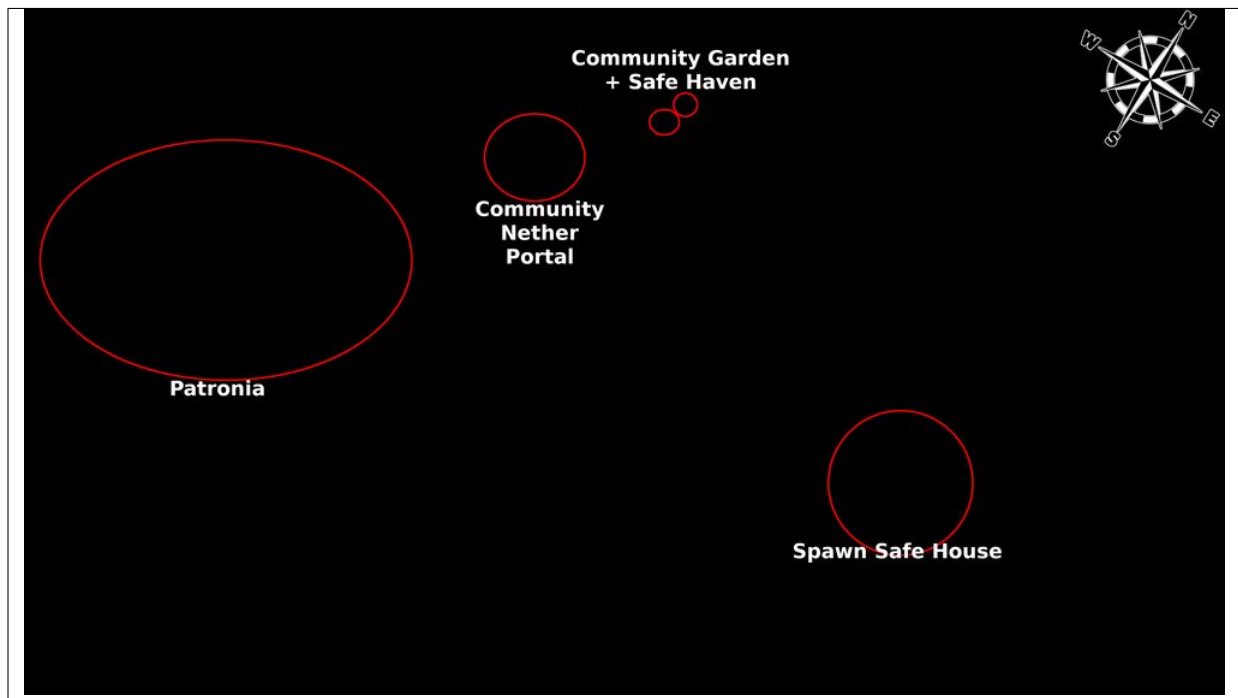 Community Garden
+ Safe Haven
N
W
E
S
Community
Nether
Portal
Patronia
Spawn Safe House